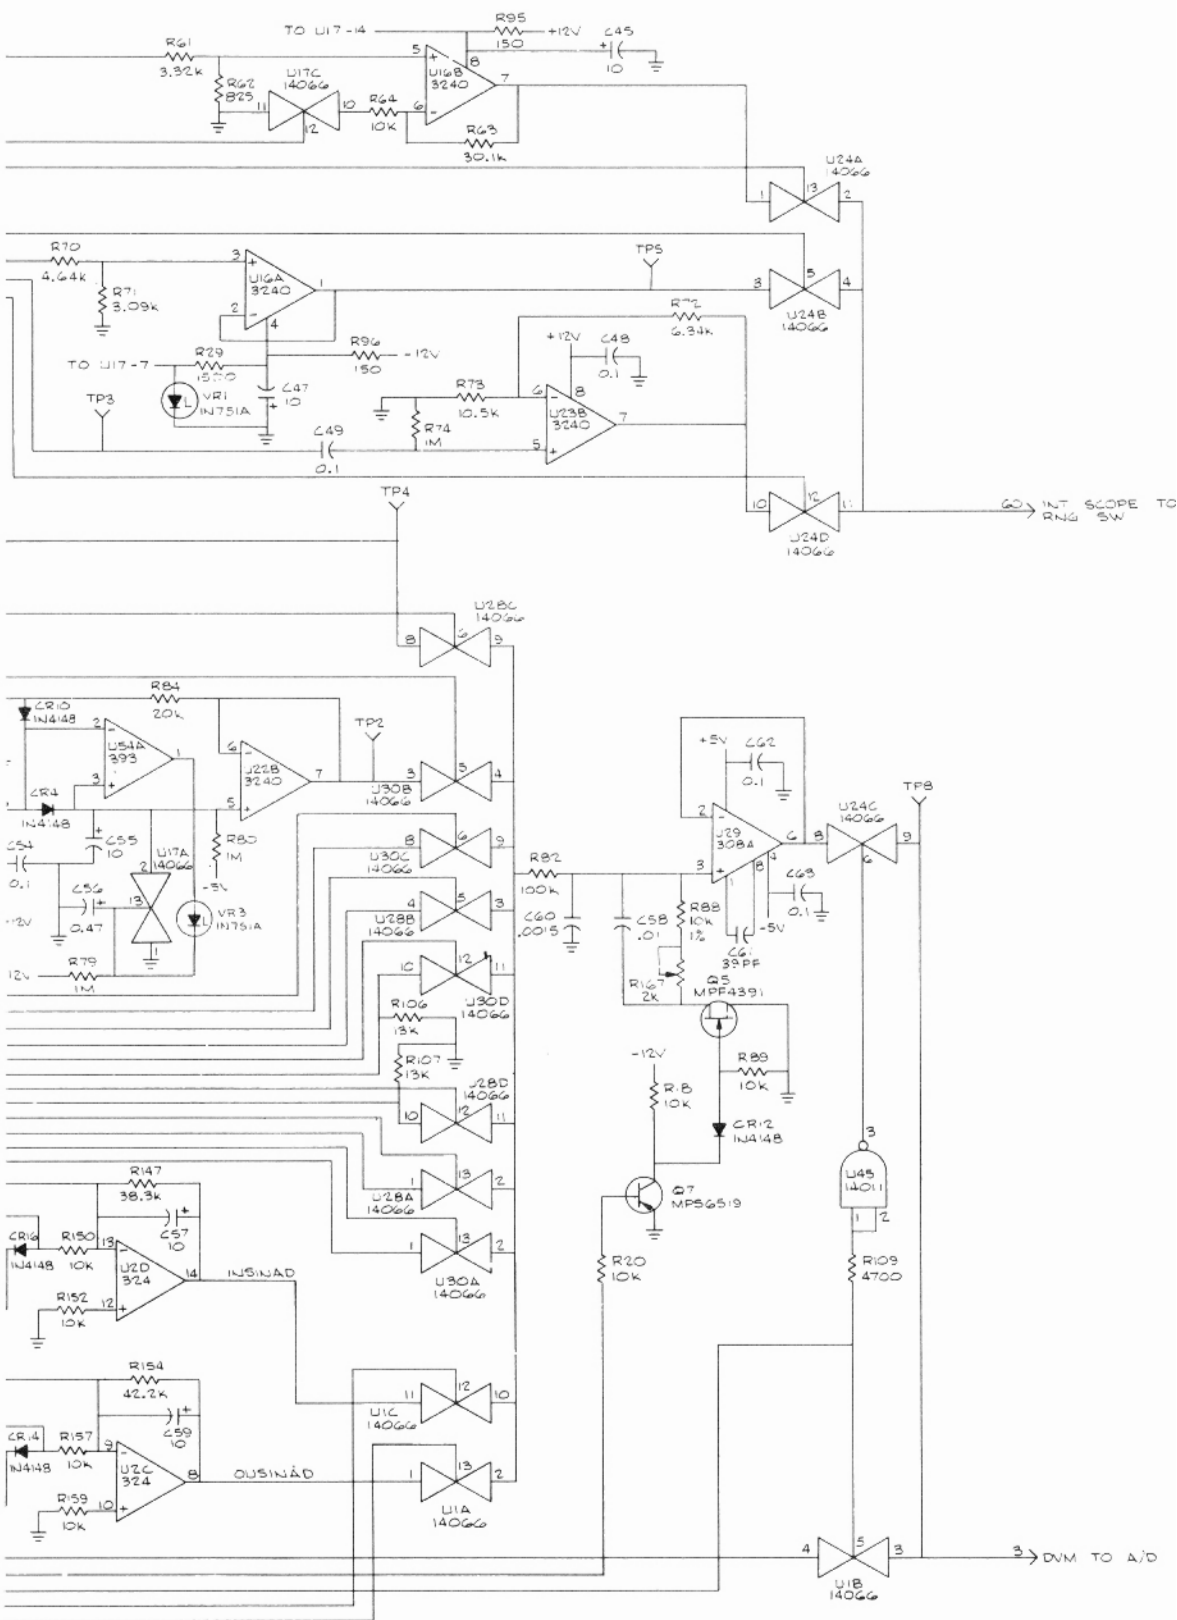 TO U17-14
R95
150
+12V
C45
+
10
R61
3.32K
R62
825
U17C
14066
11
10
12
R64
10K
5
+
6
-
8
U16B
3240
7
R63
30.1K
U24A
14066
1
13
2
R70
4.64K
R71
3.09K
3
+
2
-
U16A
3240
1
4
TP5
3
5
4
U24B
14066
R72
6.34K
TO U17-7
R29
R96
150
-12V
VR1
IN751A
C47
10
+
TP3
+12V
C48
0.1
R73
10.5K
R74
1M
6
-
5
+
8
U23B
3240
7
C49
0.1
10
12
11
U24D
14066
60
INT SCOPE TO
RNG SW
TP4
U28C
14066
8
6
9
CR10
IN4148
R84
20K
2
-
3
+
U54A
393
1
TP2
6
-
5
+
U22B
3240
7
3
5
4
U30B
14066
CR4
IN4148
C54
0.1
C55
10
+
U17A
14066
2
13
1
R80
1M
-5V
VR3
IN751A
C56
+
0.47
-12V
12V
R79
1M
8
6
9
U30C
14066
4
5
3
U28B
14066
10
12
11
U30D
14066
R106
13K
R107
13K
U28D
14066
10
12
11
1
13
2
U28A
14066
1
13
2
U30A
14066
R82
100K
C60
.0015
C58
.01
R88
10K
1%
R167
2K
+5V
C62
0.1
2
-
3
+
U29
308A
6
1
8
4
C61
39PF
C63
0.1
-5V
U24C
14066
8
6
9
TP8
Q5
MPF4391
R89
10K
-12V
R18
10K
CR12
IN4148
Q7
MPS6519
R20
10K
3
U45
14011
1
2
R109
4700
R147
38.3K
C57
+
10
CR16
IN4148
R150
10K
13
-
12
+
U2D
324
14
INSINAD
R152
10K
R154
42.2K
C59
+
10
CR14
IN4148
R157
10K
9
-
10
+
U2C
324
8
OUSINAD
R159
10K
11
12
10
U1C
14066
1
13
2
U1A
14066
4
5
3
U1B
14066
3
DVM TO A/D